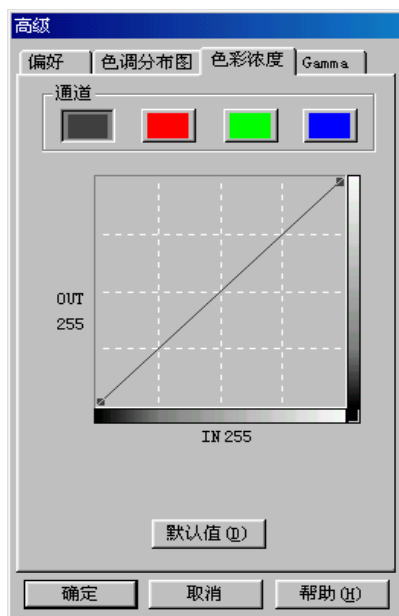 高级
偏好 色调分布图 色彩浓度 Gamma
通道
OUT
255
IN 255
默认值(D)
确定 取消 帮助(H)